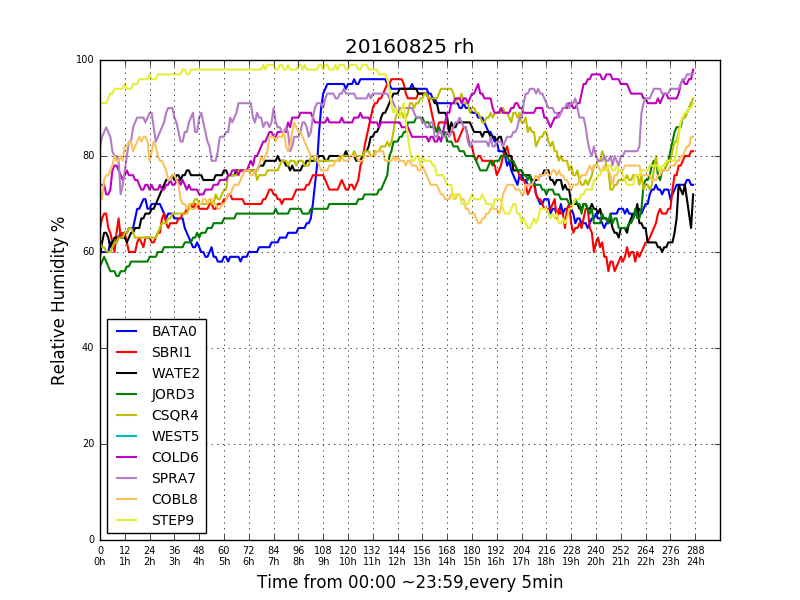 20160825 rh
100
80
60
40
20
0
Relative Humidity %
BATA0
SBRI1
WATE2
JORD3
CSQR4
WEST5
COLD6
SPRA7
COBL8
STEP9
0 12 24 36 48 60 72 84 96 108 120 132 144 156 168 180 192 204 216 228 240 252 264 276 288
0h 1h 2h 3h 4h 5h 6h 7h 8h 9h 10h 11h 12h 13h 14h 15h 16h 17h 18h 19h 20h 21h 22h 23h 24h
Time from 00:00 ~23:59,every 5min